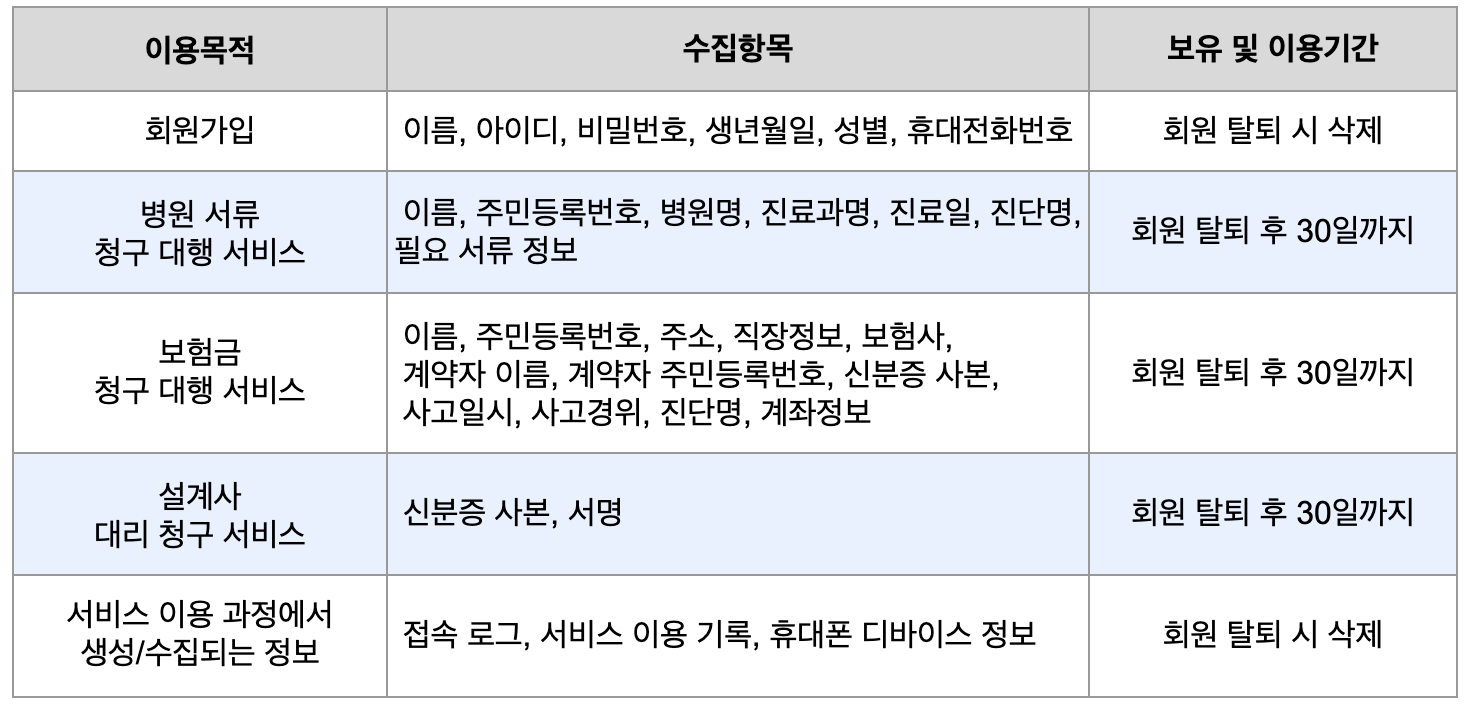 이용목적 수집항목 보유 및 이용기간
회원가입 이름, 아이디, 비밀번호, 생년월일, 성별, 휴대전화번호 회원 탈퇴 시 삭제
병원 서류
청구 대행 서비스
이름, 주민등록번호, 병원명, 진료과명, 진료일, 진단명,
필요 서류 정보
회원 탈퇴 후 30일까지
보험금
청구 대행 서비스
이름, 주민등록번호, 주소, 직장정보, 보험사,
계약자 이름, 계약자 주민등록번호, 신분증 사본,
사고일시, 사고경위, 진단명, 계좌정보
회원 탈퇴 후 30일까지
설계사
대리 청구 서비스
신분증 사본, 서명
회원 탈퇴 후 30일까지
서비스 이용 과정에서
생성/수집되는 정보
접속 로그, 서비스 이용 기록, 휴대폰 디바이스 정보
회원 탈퇴 시 삭제